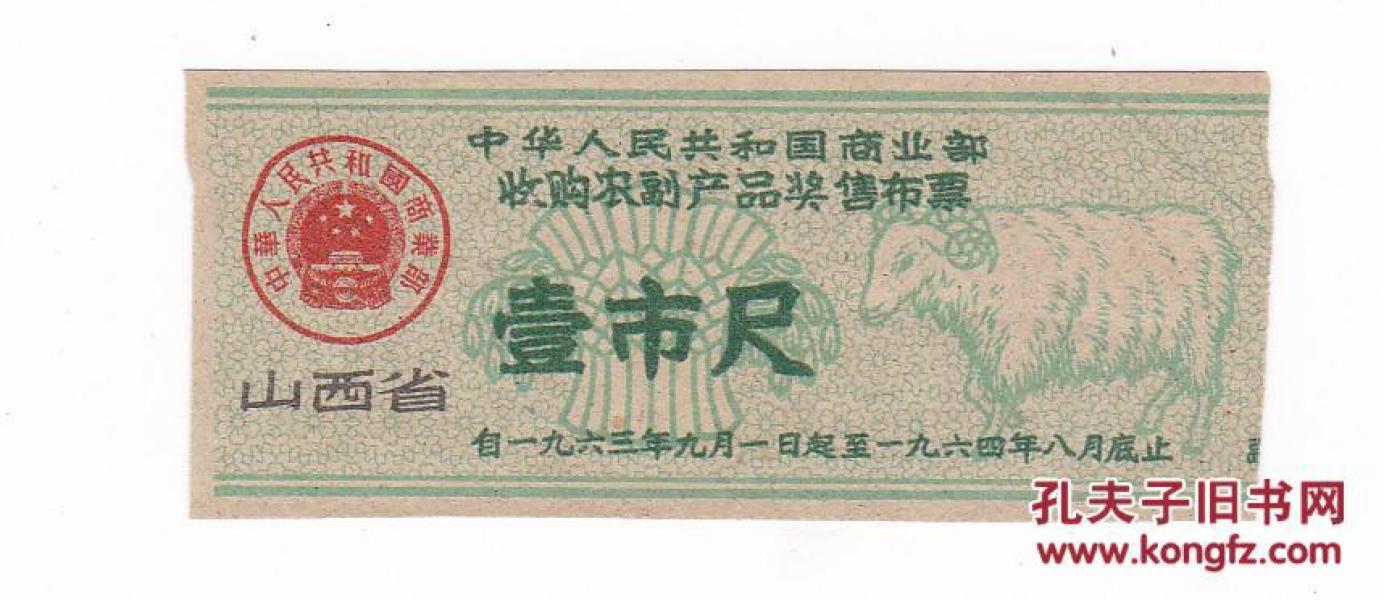 中华人民共和国商业部
收购农副产品奖售布票
中華人民共和國商業部
壹市尺
山西省
自一九六三年九月一日起至一九六四年八月底止
孔夫子旧书网
www.kongfz.com